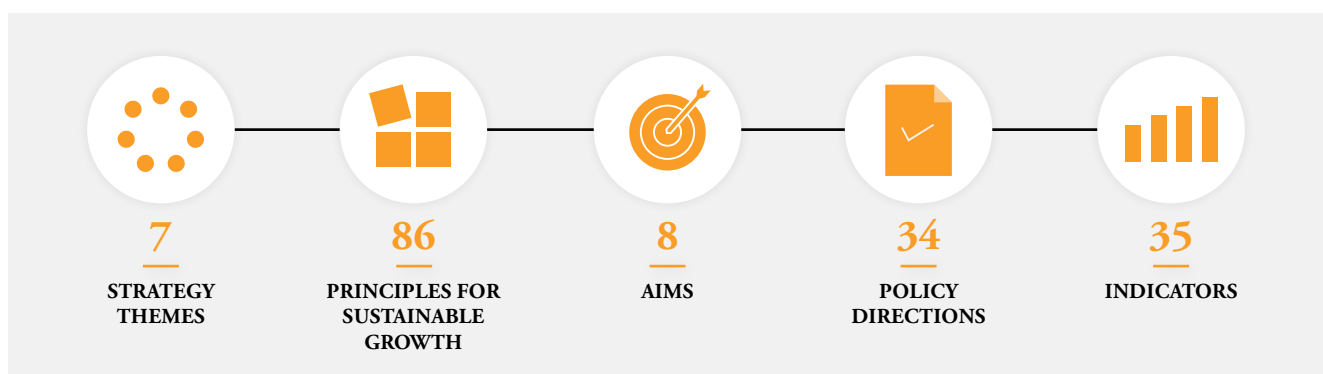 7
STRATEGY
THEMES
86
PRINCIPLES FOR
SUSTAINABLE
GROWTH
8
AIMS
34
POLICY
DIRECTIONS
35
INDICATORS